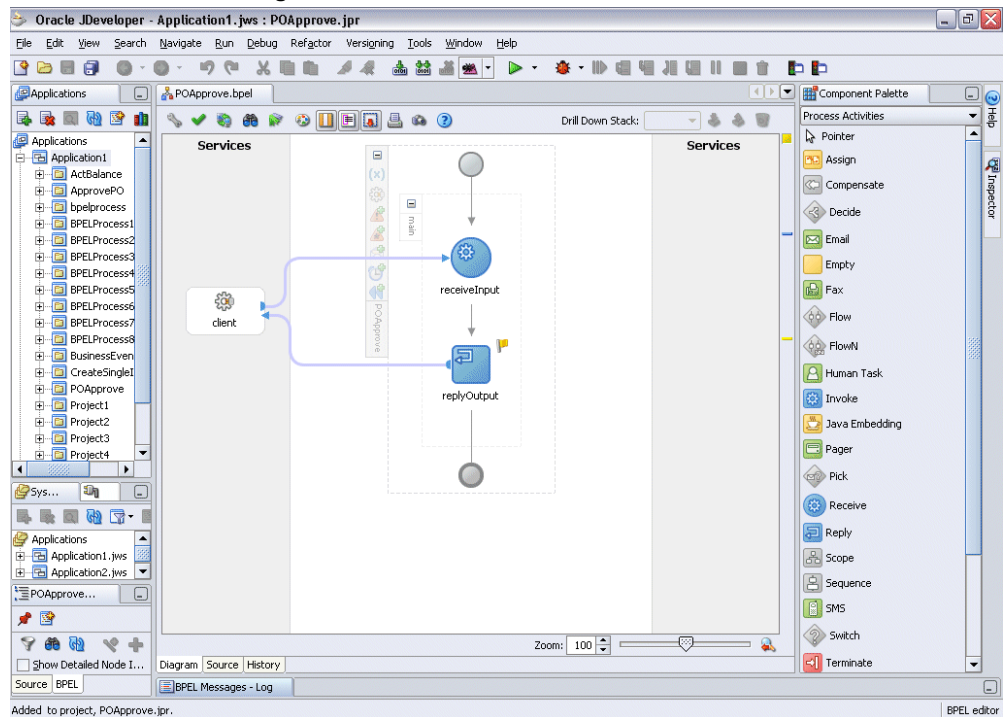 Oracle JDeveloper - Application1.jws : POApprove.jpr
File Edit View Search Navigate Run Debug Refactor Versioning Tools Window Help
Applications
POApprove.bpel
Component Palette
Help
Inspector
Drill Down Stack:
Process Activities
Applications
Application1
ActBalance
ApprovePO
bpelprocess
BPELProcess1
BPELProcess2
BPELProcess3
BPELProcess4
BPELProcess5
BPELProcess6
BPELProcess7
BPELProcess8
BusinessEven
CreateSingleI
POApprove
Project1
Project2
Project3
Project4
Sys...
Applications
Application1.jws
Application2.jws
POApprove...
Show Detailed Node I...
Source BPEL
Services
Services
main
POApprove
receiveInput
client
replyOutput
Zoom: 100
Diagram Source History
BPEL Messages - Log
Pointer
Assign
Compensate
Decide
Email
Empty
Fax
Flow
FlowN
Human Task
Invoke
Java Embedding
Pager
Pick
Receive
Reply
Scope
Sequence
SMS
Switch
Terminate
Added to project, POApprove.jpr.
BPEL editor